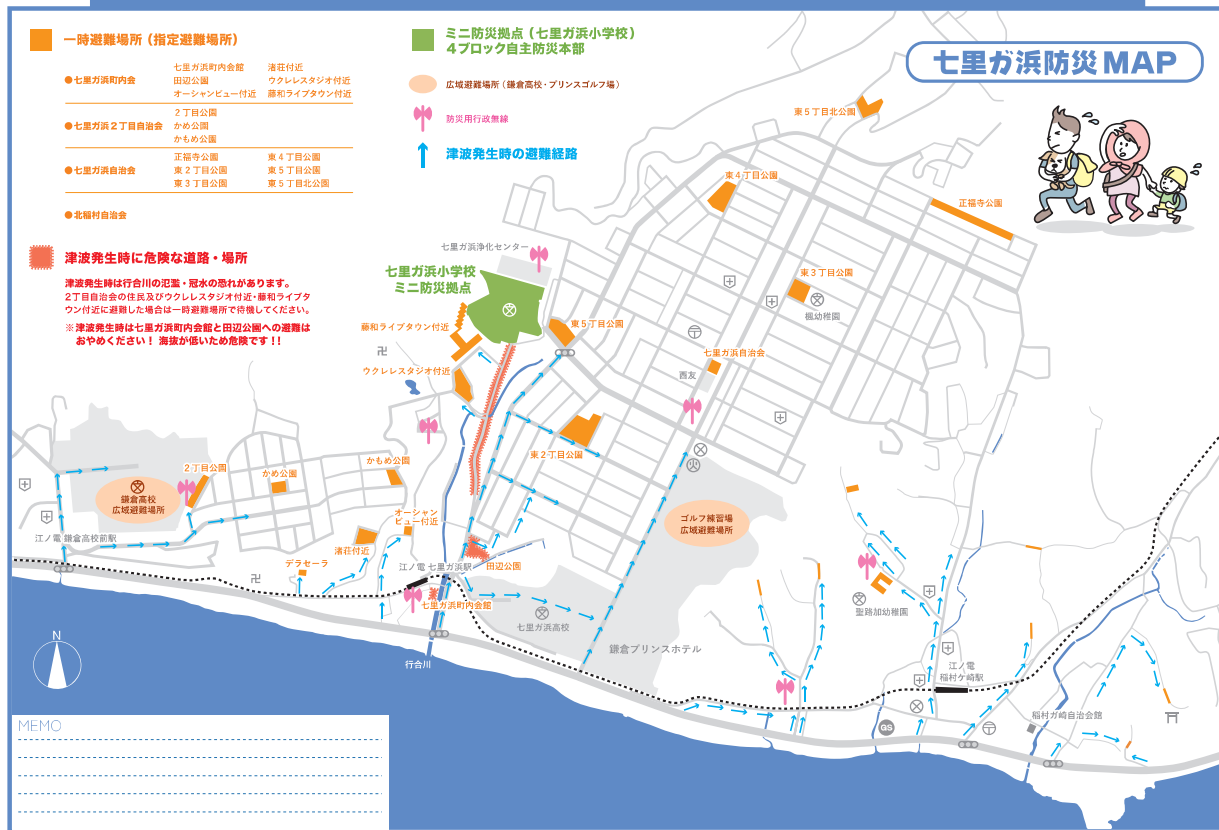 七里ガ浜防災MAP
一時避難場所（指定避難場所）
●七里ガ浜町内会
七里ガ浜町内会館
渚荘付近
田辺公園
ウクレレスタジオ付近
オーシャンビュー付近
藤和ライブタウン付近
●七里ガ浜２丁目自治会
２丁目公園
かめ公園
かもめ公園
●七里ガ浜自治会
正福寺公園
東４丁目公園
東２丁目公園
東５丁目公園
東３丁目公園
東５丁目北公園
●北稲村自治会
津波発生時に危険な道路・場所
津波発生時は行合川の氾濫・冠水の恐れがあります。
2丁目自治会の住民及びウクレレスタジオ付近・藤和ライブタ
ウン付近に避難した場合は一時避難場所で待機してください。
※津波発生時は七里ガ浜町内会館と田辺公園への避難は
おやめください！ 海抜が低いため危険です！！
ミニ防災拠点（七里ガ浜小学校）
４ブロック自主防災本部
広域避難場所（鎌倉高校・プリンスゴルフ場）
防災用行政無線
津波発生時の避難経路
東５丁目北公園
東４丁目公園
正福寺公園
七里ガ浜浄化センター
七里ガ浜小学校
ミニ防災拠点
東３丁目公園
楓幼稚園
藤和ライブタウン付近
東５丁目公園
七里ガ浜自治会
西友
ウクレレスタジオ付近
東２丁目公園
２丁目公園
かめ公園
かもめ公園
鎌倉高校
広域避難場所
オーシャン
ビュー付近
ゴルフ練習場
広域避難場所
火
江ノ電 鎌倉高校前駅
渚荘付近
デラセーラ
江ノ電 七里ガ浜駅
田辺公園
七里ガ浜町内会館
七里ガ浜高校
聖路加幼稚園
鎌倉プリンスホテル
行合川
江ノ電
稲村ケ崎駅
稲村ガ崎自治会館
GS
N
MEMO